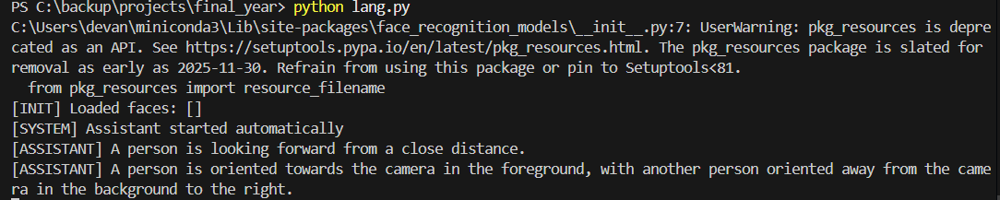 PS C:\backup\projects\final_year> python lang.py
C:\Users\devan\miniconda3\Lib\site-packages\face_recognition_models\__init__.py:7: UserWarning: pkg_resources is depre
cated as an API. See https://setuptools.pypa.io/en/latest/pkg_resources.html. The pkg_resources package is slated for
removal as early as 2025-11-30. Refrain from using this package or pin to Setuptools<81.
  from pkg_resources import resource_filename
[INIT] Loaded faces: []
[SYSTEM] Assistant started automatically
[ASSISTANT] A person is looking forward from a close distance.
[ASSISTANT] A person is oriented towards the camera in the foreground, with another person oriented away from the came
ra in the background to the right.